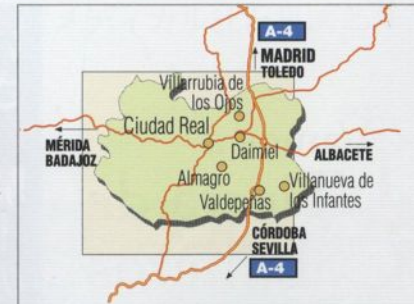 A-4
MADRID
TOLEDO
Villarrubia de
los Ojos
Ciudad Real
MÉRIDA
BADAJOZ
Daimiel
ALBACETE
Almagro
Villanueva de
los Infantes
Valdepeñas
CÓRDOBA
SEVILLA
A-4